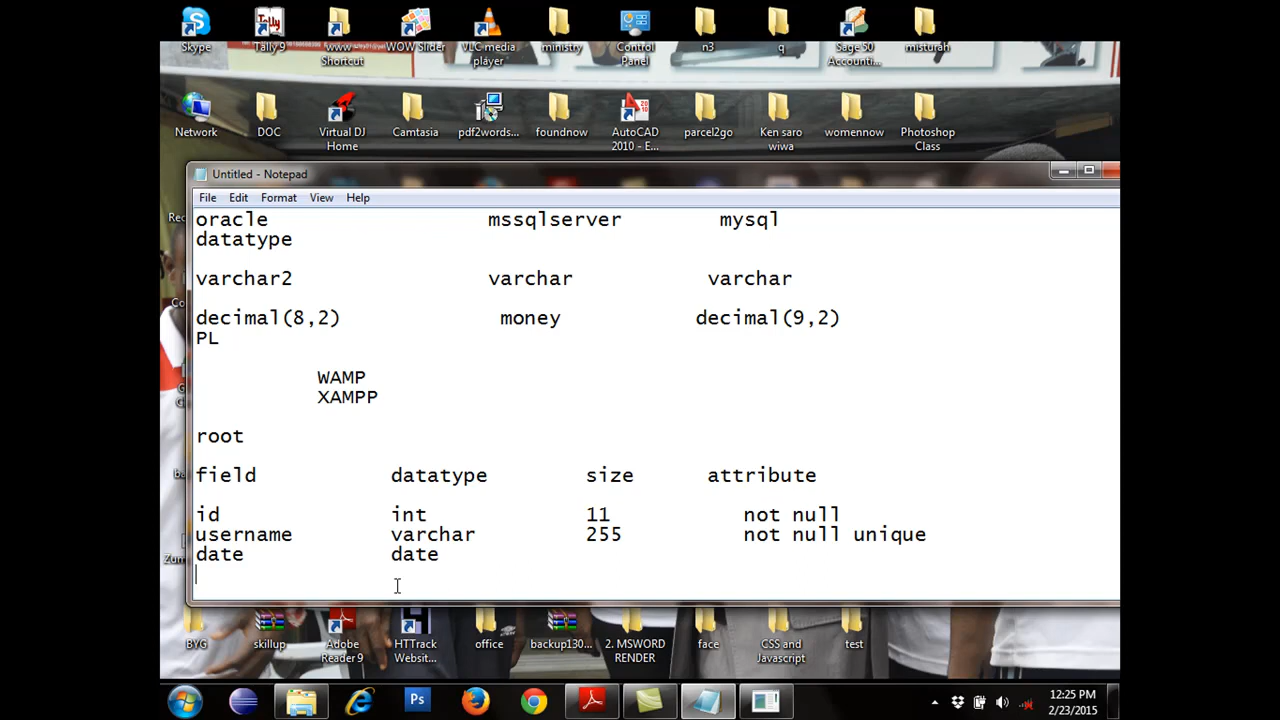 Skype
Tally 9
www Shortcut
WOW Slider
VLC media player
ministry
Control Panel
n3
q
Sage 50 Accounti...
misturah
Network
DOC
Virtual DJ Home
Camtasia
pdf2words...
foundnow
AutoCAD 2010 - E...
parcel2go
Ken saro wiwa
womennow
Photoshop Class
Untitled - Notepad
File Edit Format View Help
oracle mssqlserver mysql
datatype
varchar2 varchar varchar
decimal(8,2) money decimal(9,2)
PL
WAMP
XAMPP
root
field datatype size attribute
id int 11 not null
username varchar 255 not null unique
date date
BYG
skillup
Adobe Reader 9
HTTrack Websit...
office
backup130...
2. MSWORD RENDER
face
CSS and Javascript
test
Ps
12:25 PM
2/23/2015